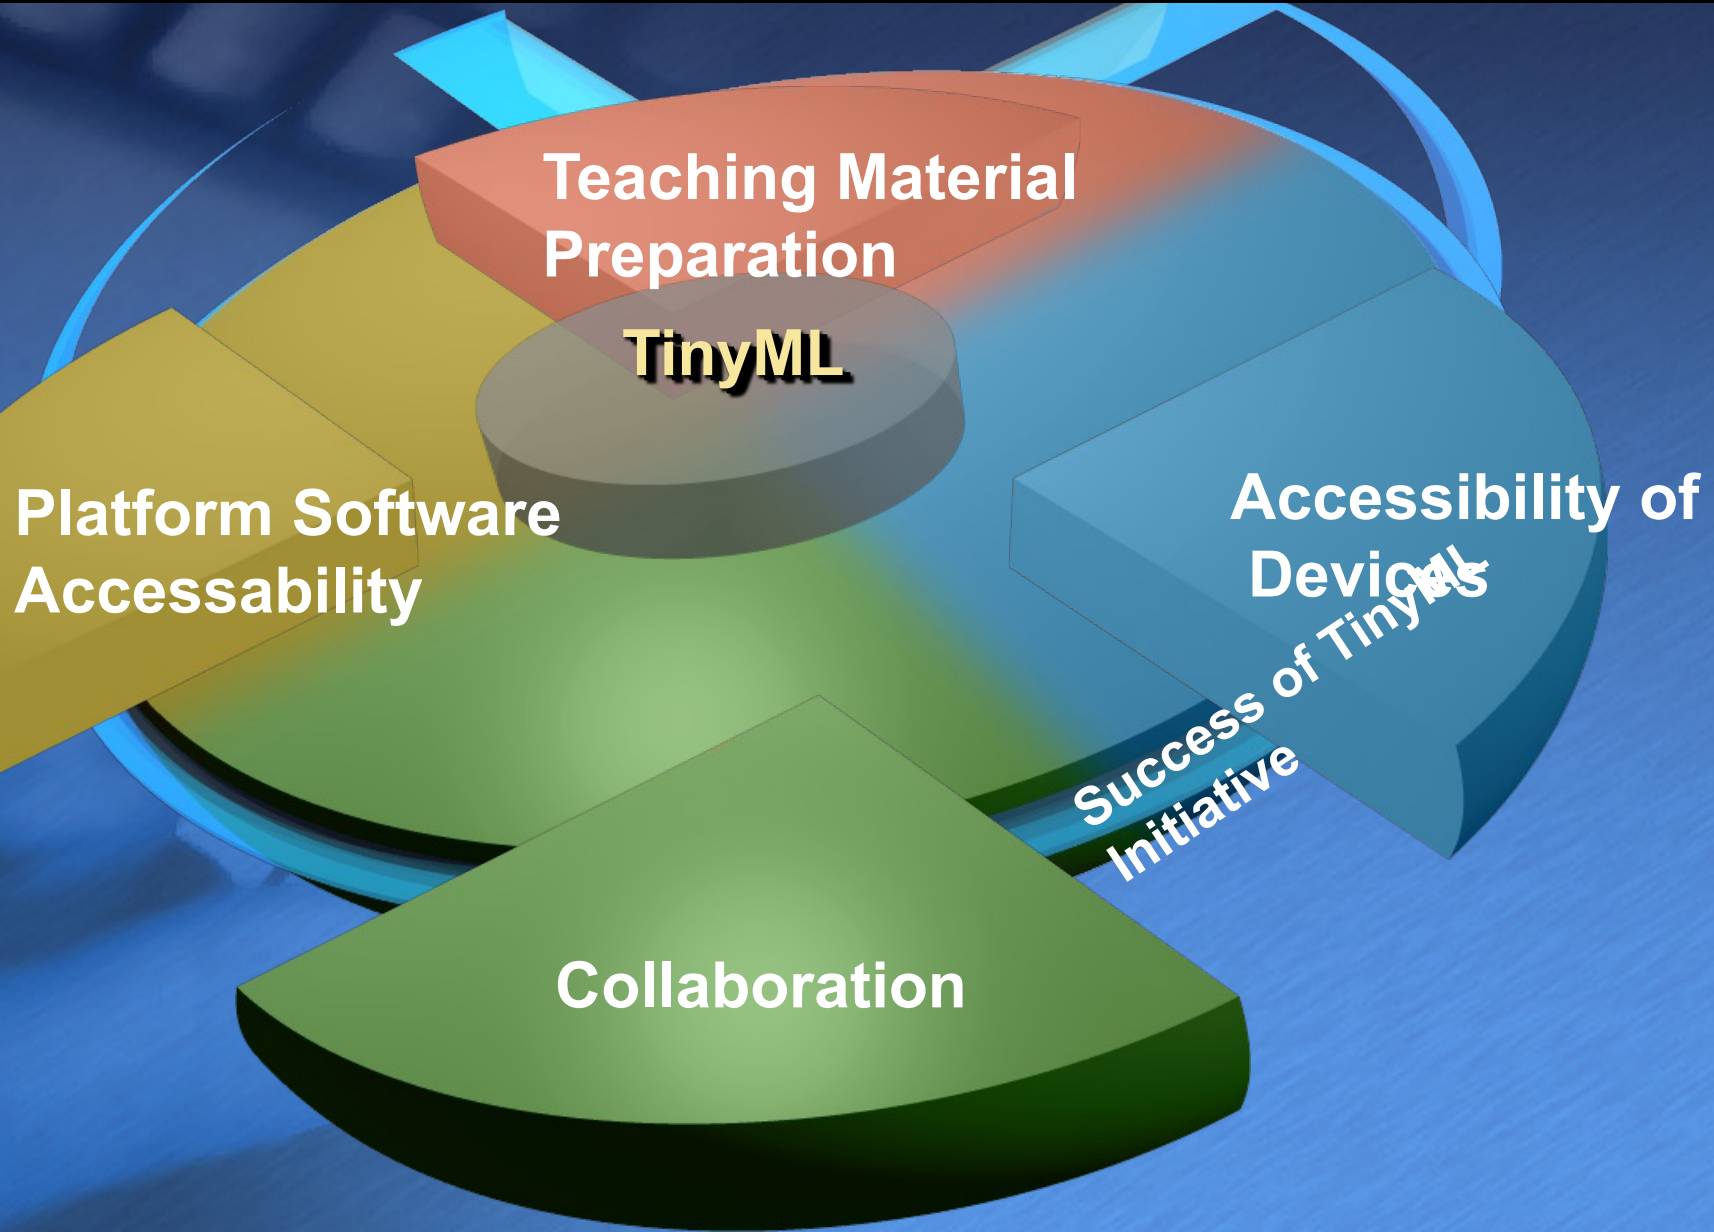 Teaching Material
Preparation
TinyML
Platform Software
Accessability
Accessibility of
Devices
Success of TinyML
Initiative
Collaboration